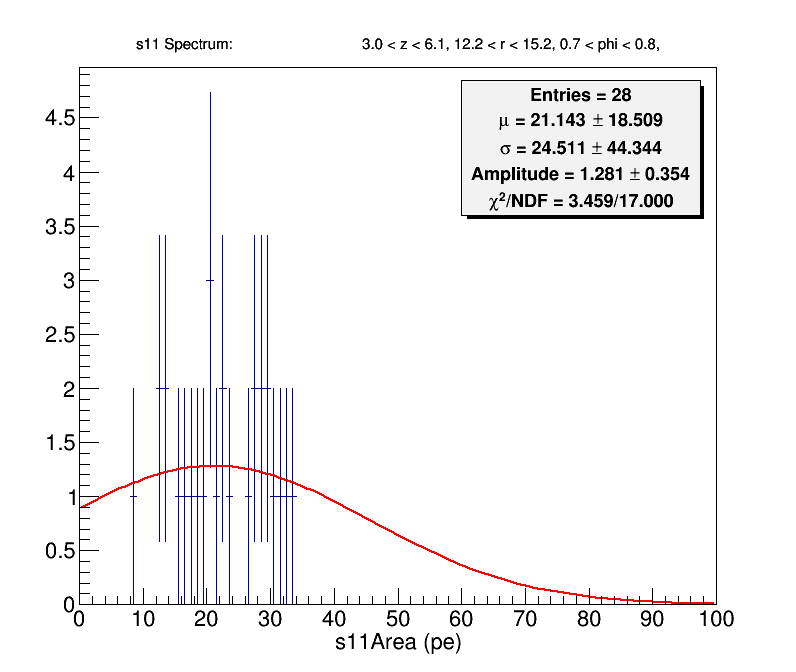 s11 Spectrum: 3.0 < z < 6.1, 12.2 < r < 15.2, 0.7 < phi < 0.8,
Entries = 28
μ = 21.143 ± 18.509
σ = 24.511 ± 44.344
Amplitude = 1.281 ± 0.354
χ²/NDF = 3.459/17.000
4.5
4
3.5
3
2.5
2
1.5
1
0.5
0
0 10 20 30 40 50 60 70 80 90 100
s11Area (pe)